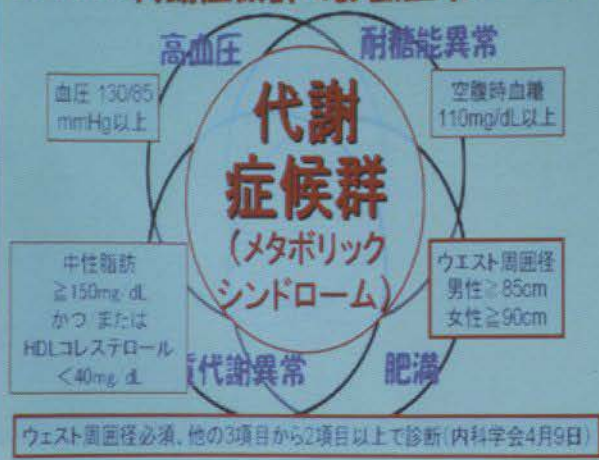 高血圧
耐糖能異常
血圧 130/85
mmHg以上
空腹時血糖
110mg/dL以上
代謝
症候群
(メタボリック
シンドローム)
中性脂肪
≧150mg/dL
かつ または
HDLコレステロール
<40mg/dL
ウエスト周囲径
男性≧85cm
女性≧90cm
代謝異常
肥満
ウェスト周囲径必須、他の3項目から2項目以上で診断(内科学会4月9日)